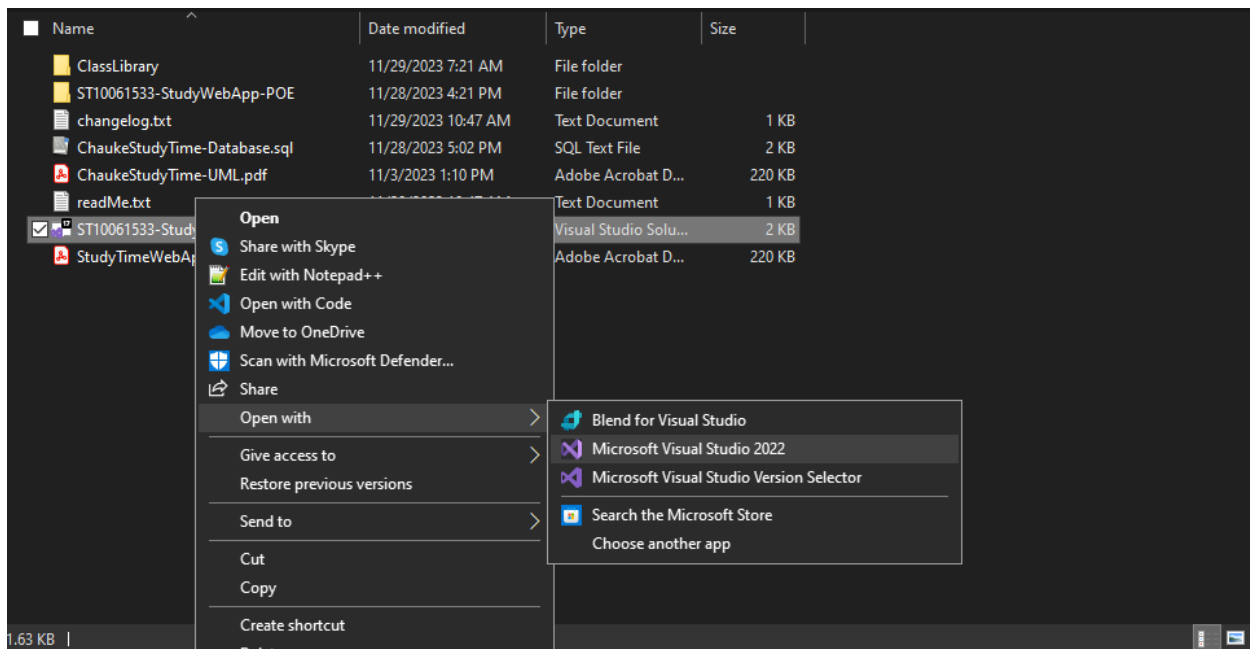 Name Date modified Type Size
ClassLibrary 11/29/2023 7:21 AM File folder
ST10061533-StudyWebApp-POE 11/28/2023 4:21 PM File folder
changelog.txt 11/29/2023 10:47 AM Text Document 1 KB
ChaukeStudyTime-Database.sql 11/28/2023 5:02 PM SQL Text File 2 KB
ChaukeStudyTime-UML.pdf 11/3/2023 1:10 PM Adobe Acrobat D... 220 KB
readMe.txt Text Document 1 KB
ST10061533-Study Visual Studio Solu... 2 KB
StudyTimeWebAp Adobe Acrobat D... 220 KB
Open
Share with Skype
Edit with Notepad++
Open with Code
Move to OneDrive
Scan with Microsoft Defender...
Share
Open with
Give access to
Restore previous versions
Send to
Cut
Copy
Create shortcut
Blend for Visual Studio
Microsoft Visual Studio 2022
Microsoft Visual Studio Version Selector
Search the Microsoft Store
Choose another app
1.63 KB